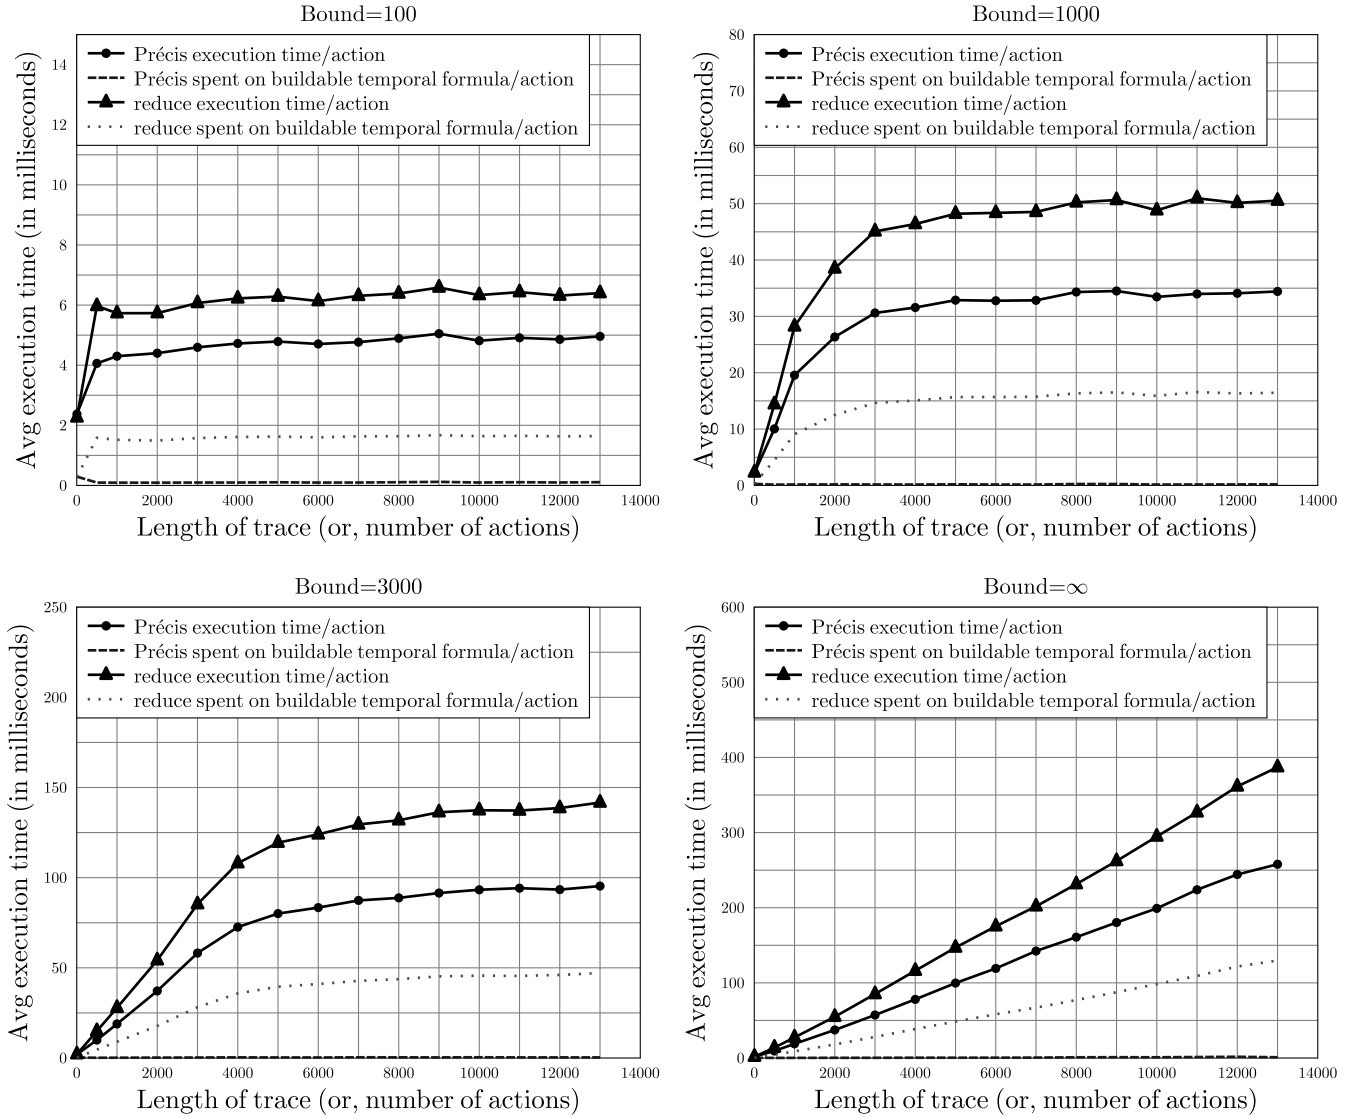 Bound=100
Précis execution time/action
Précis spent on buildable temporal formula/action
reduce execution time/action
reduce spent on buildable temporal formula/action
14
12
10
8
6
4
2
0
0 2000 4000 6000 8000 10000 12000 14000
Avg execution time (in milliseconds)
Length of trace (or, number of actions)
Bound=1000
Précis execution time/action
Précis spent on buildable temporal formula/action
reduce execution time/action
reduce spent on buildable temporal formula/action
80
70
60
50
40
30
20
10
0
0 2000 4000 6000 8000 10000 12000 14000
Avg execution time (in milliseconds)
Length of trace (or, number of actions)
Bound=3000
Précis execution time/action
Précis spent on buildable temporal formula/action
reduce execution time/action
reduce spent on buildable temporal formula/action
250
200
150
100
50
0
0 2000 4000 6000 8000 10000 12000 14000
Avg execution time (in milliseconds)
Length of trace (or, number of actions)
Bound=∞
Précis execution time/action
Précis spent on buildable temporal formula/action
reduce execution time/action
reduce spent on buildable temporal formula/action
600
500
400
300
200
100
0
0 2000 4000 6000 8000 10000 12000 14000
Avg execution time (in milliseconds)
Length of trace (or, number of actions)